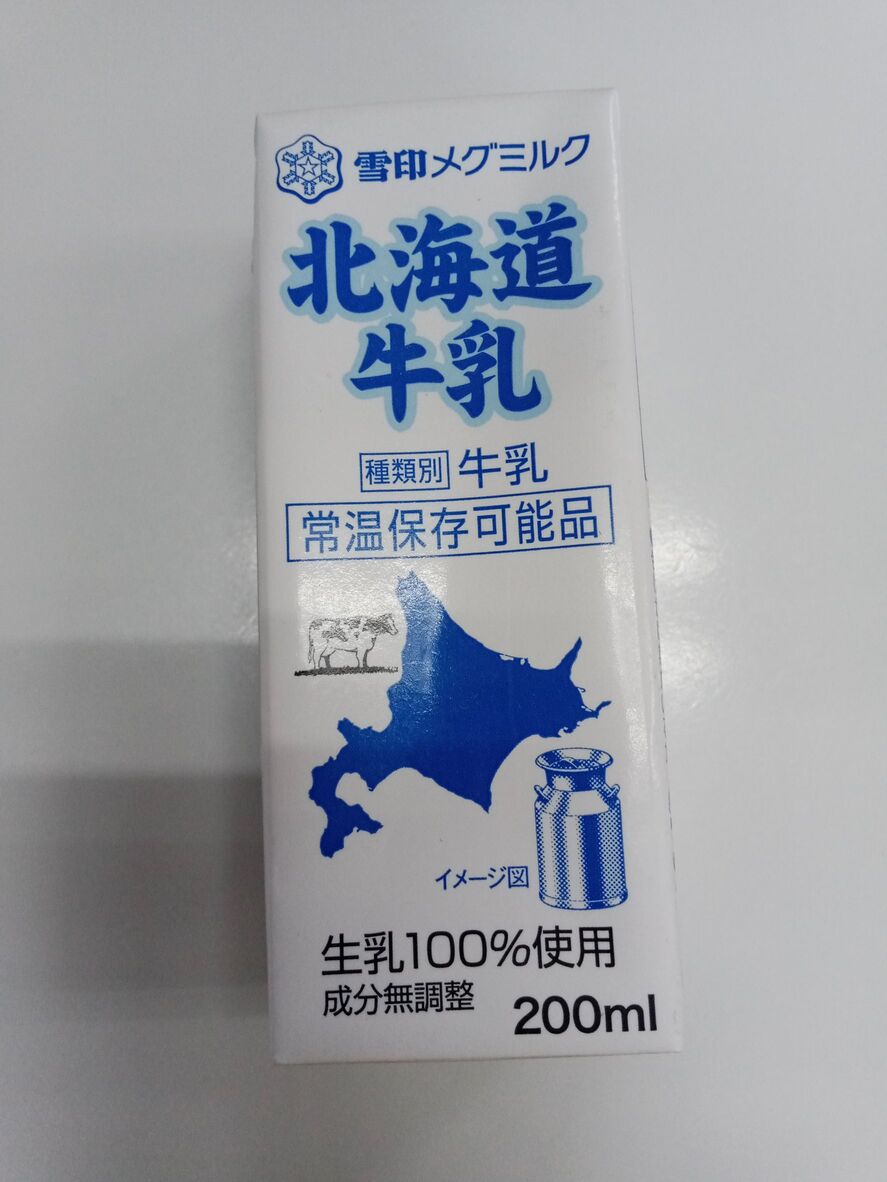 雪印メグミルク
北海道
牛乳
種類別 牛乳
常温保存可能品
イメージ図
生乳100%使用
成分無調整
200ml